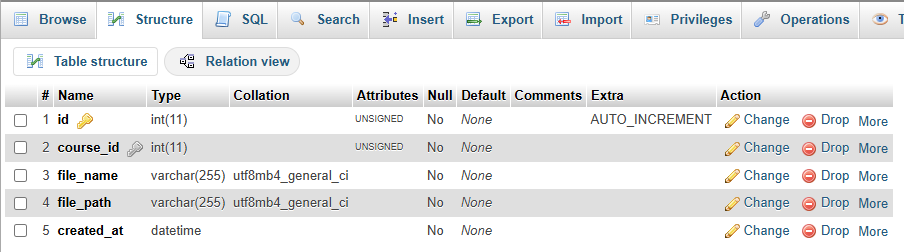 Browse Structure SQL Search Insert Export Import Privileges Operations T
Table structure Relation view
# Name Type Collation Attributes Null Default Comments Extra Action
1 id int(11) UNSIGNED No None AUTO_INCREMENT Change Drop More
2 course_id int(11) UNSIGNED No None Change Drop More
3 file_name varchar(255) utf8mb4_general_ci No None Change Drop More
4 file_path varchar(255) utf8mb4_general_ci No None Change Drop More
5 created_at datetime No None Change Drop More